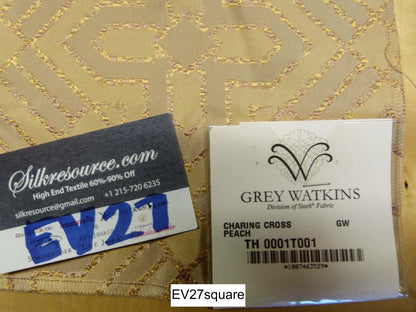 Silkresource.com
High End Textile 60%-90% Off
silkresource@gmail.com +1 215-720 6235
EV27
W
GREY WATKINS
Division of Stark® Fabric
CHARING CROSS GW
PEACH
TH 0001T001
*1007463529*
EV27square